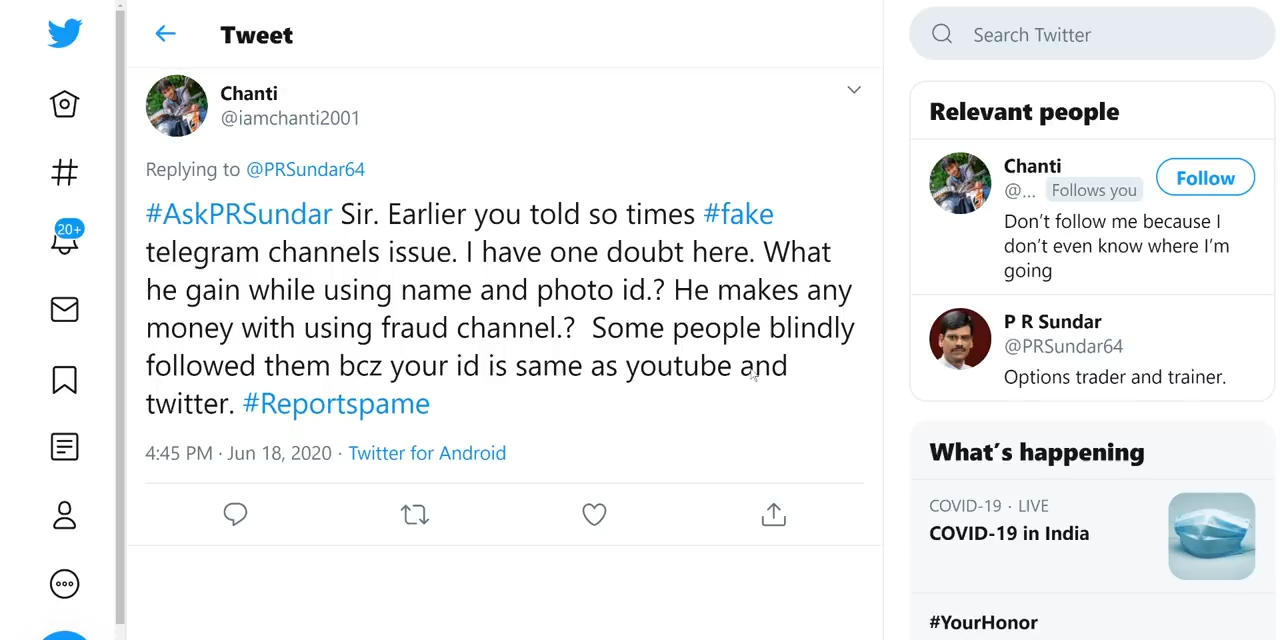 Tweet
Search Twitter
Chanti
@iamchanti2001
Replying to @PRSundar64
#AskPRSundar Sir. Earlier you told so times #fake
telegram channels issue. I have one doubt here. What
he gain while using name and photo id.? He makes any
money with using fraud channel.?  Some people blindly
followed them bcz your id is same as youtube and
twitter. #Reportspame
4:45 PM · Jun 18, 2020 · Twitter for Android
20+
Relevant people
Chanti
@... Follows you
Follow
Don't follow me because I
don't even know where I'm
going
P R Sundar
@PRSundar64
Options trader and trainer.
What's happening
COVID-19 · LIVE
COVID-19 in India
#YourHonor